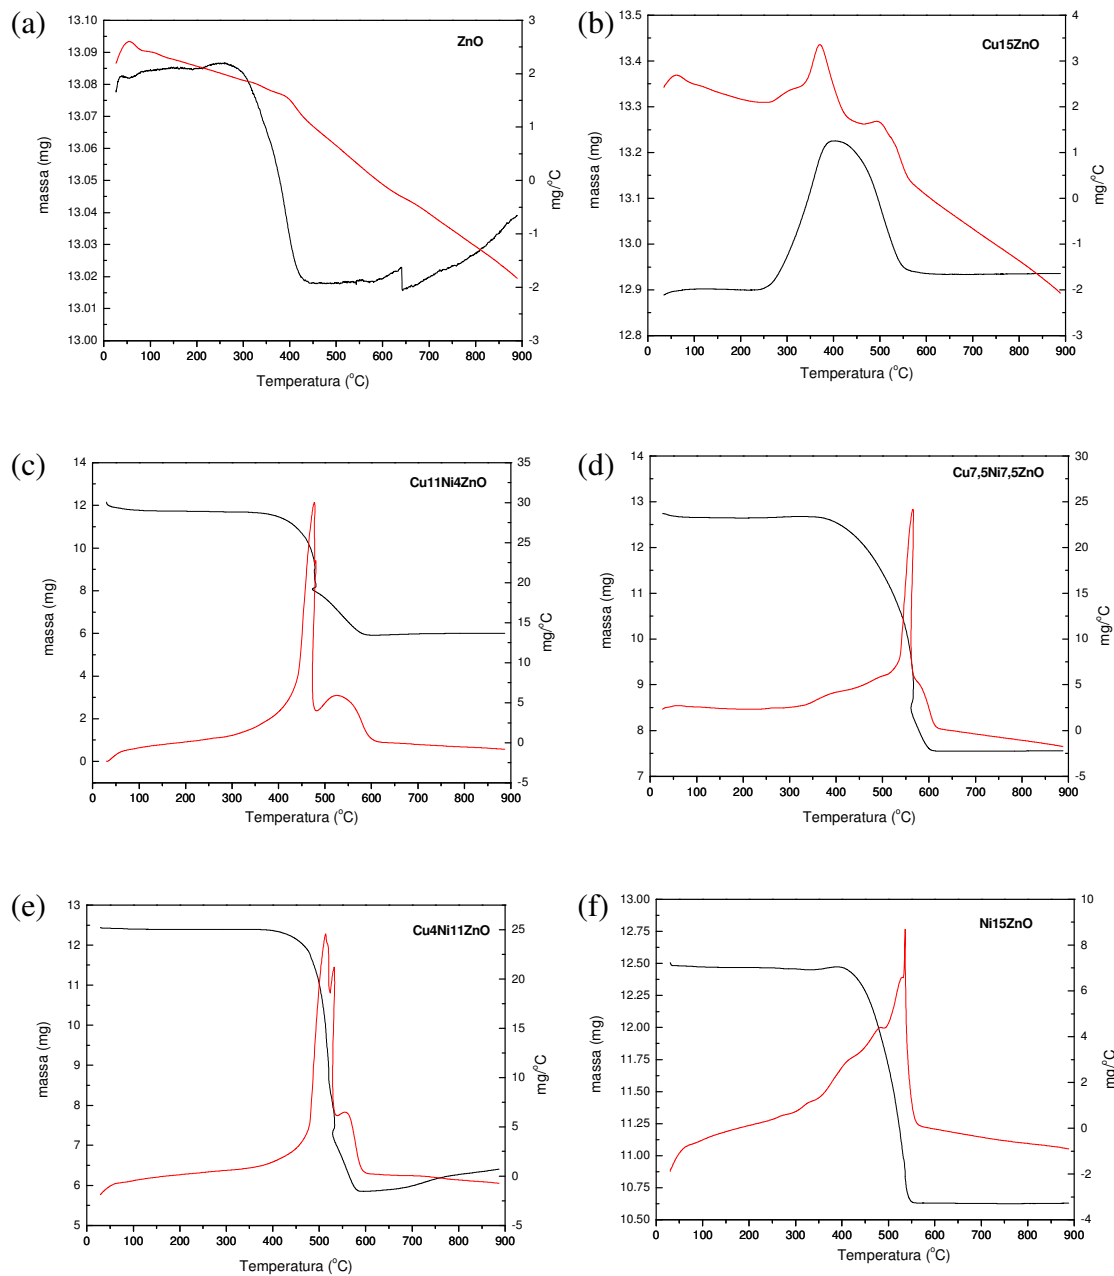 (a)
ZnO
13.10
13.09
13.08
13.07
13.06
13.05
13.04
13.03
13.02
13.01
13.00
massa (mg)
3
2
1
0
-1
-2
-3
mg/°C
0 100 200 300 400 500 600 700 800 900
Temperatura (°C)
(b)
Cu15ZnO
13.5
13.4
13.3
13.2
13.1
13.0
12.9
12.8
massa (mg)
4
3
2
1
0
-1
-2
-3
mg/°C
0 100 200 300 400 500 600 700 800 900
Temperatura (°C)
(c)
Cu11Ni4ZnO
14
12
10
8
6
4
2
0
massa (mg)
35
30
25
20
15
10
5
0
-5
mg/°C
0 100 200 300 400 500 600 700 800 900
Temperatura (°C)
(d)
Cu7,5Ni7,5ZnO
14
13
12
11
10
9
8
7
massa (mg)
30
25
20
15
10
5
0
-5
mg/°C
0 100 200 300 400 500 600 700 800 900
Temperatura (°C)
(e)
Cu4Ni11ZnO
13
12
11
10
9
8
7
6
5
massa (mg)
25
20
15
10
5
0
-5
mg/°C
0 100 200 300 400 500 600 700 800 900
Temperatura (°C)
(f)
Ni15ZnO
13.00
12.75
12.50
12.25
12.00
11.75
11.50
11.25
11.00
10.75
10.50
massa (mg)
10
8
6
4
2
0
-2
-4
mg/°C
0 100 200 300 400 500 600 700 800 900
Temperatura (°C)